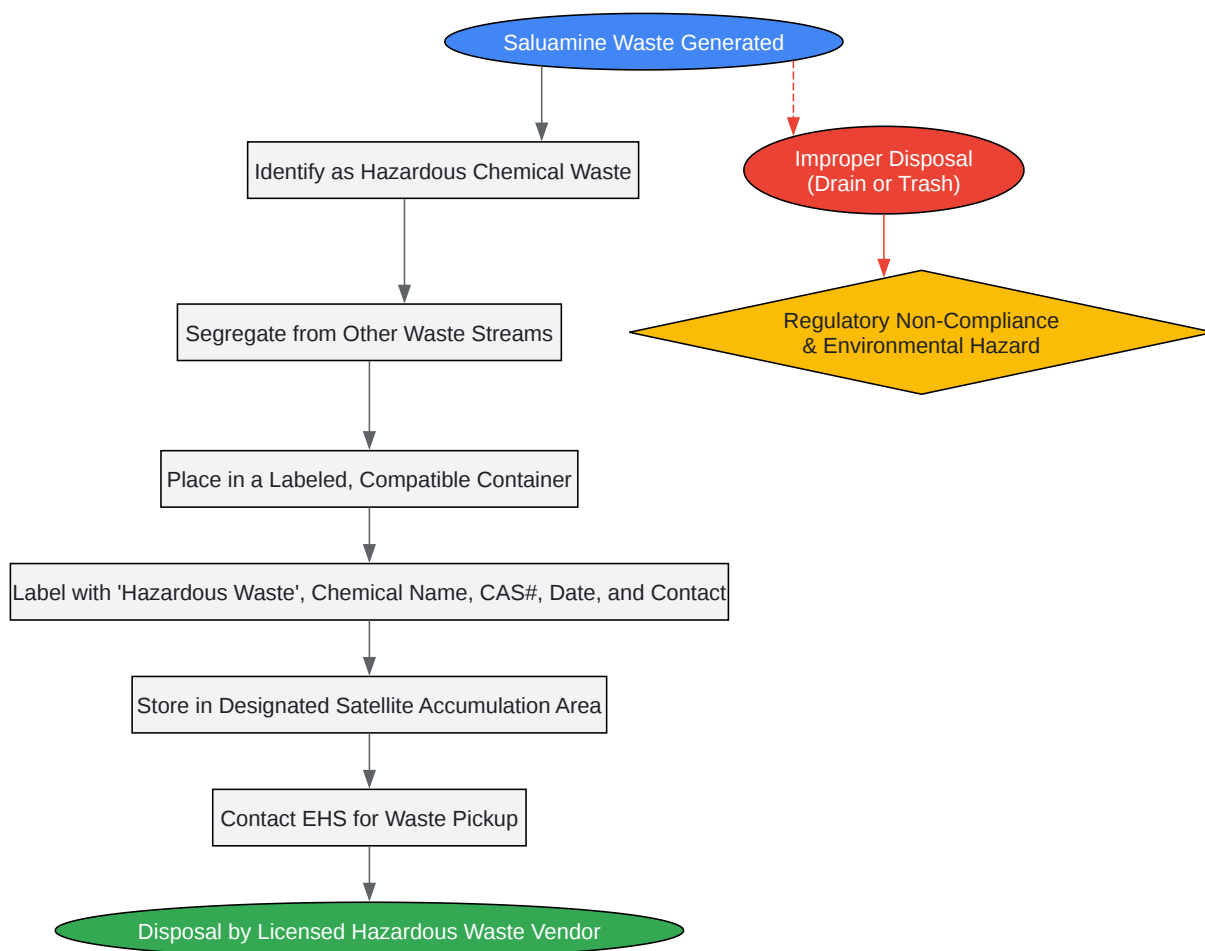 Saluamine Waste Generated
Identify as Hazardous Chemical Waste
Improper Disposal
(Drain or Trash)
Segregate from Other Waste Streams
Regulatory Non-Compliance
& Environmental Hazard
Place in a Labeled, Compatible Container
Label with 'Hazardous Waste', Chemical Name, CAS#, Date, and Contact
Store in Designated Satellite Accumulation Area
Contact EHS for Waste Pickup
Disposal by Licensed Hazardous Waste Vendor